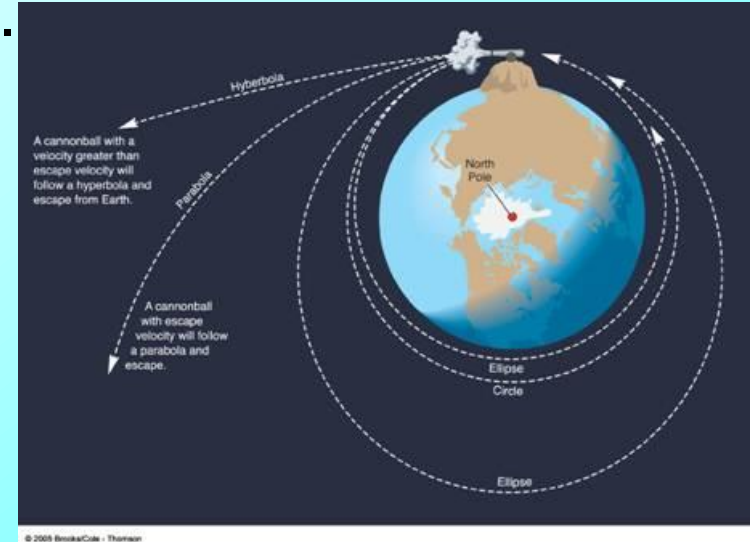 Hyberbola
A cannonball with a
velocity greater than
escape velocity will
follow a hyperbola and
escape from Earth.
Parabola
North
Pole
A cannonball
with escape
velocity will follow
a parabola and
escape.
Ellipse
Circle
Ellipse
© 2005 Brooks/Cole - Thomson